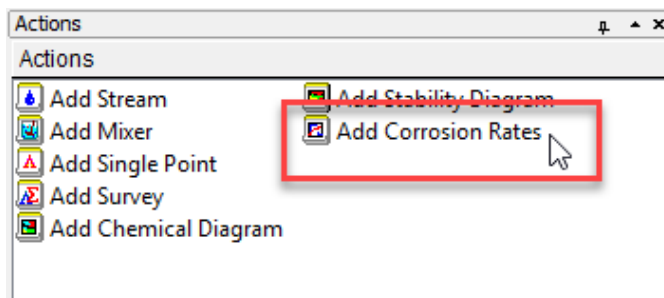 Actions
Actions
Add Stream
Add Mixer
Add Single Point
Add Survey
Add Chemical Diagram
Add Stability Diagram
Add Corrosion Rates